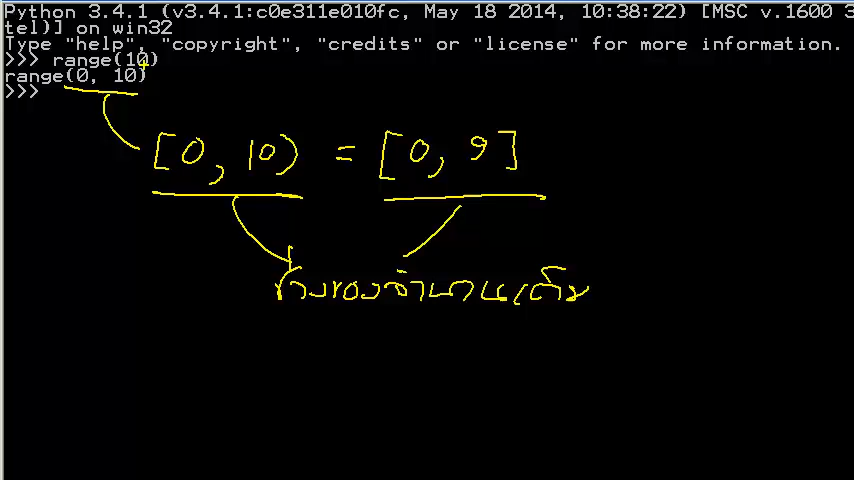 Python 3.4.1 (v3.4.1:c0e311e010fc, May 18 2014, 10:38:22) [MSC v.1600 3
tel)] on win32
Type "help", "copyright", "credits" or "license" for more information.
>>> range(10)
range(0, 10)
>>>
[0, 10) = [0, 9]
ช่วงของจำนวนเต็ม